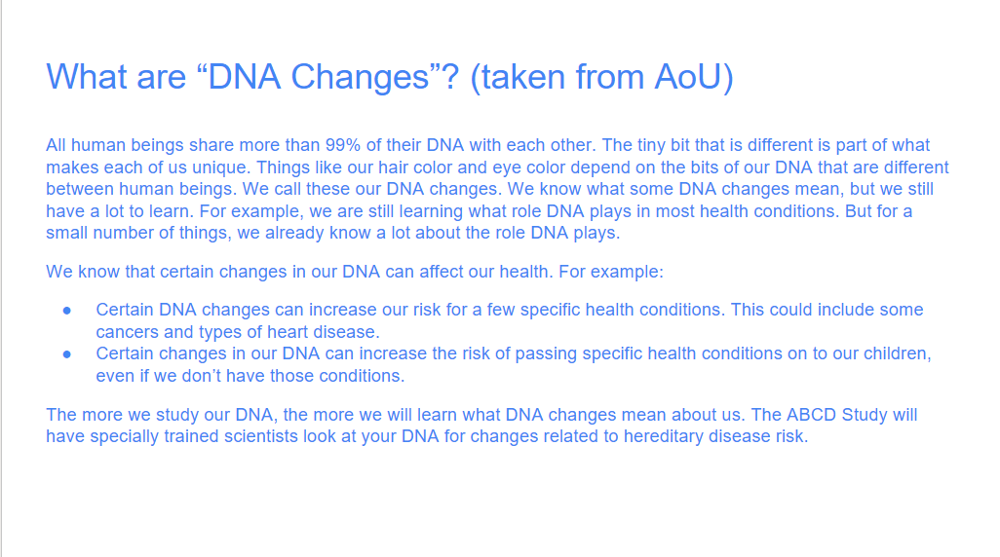 What are “DNA Changes”? (taken from AoU)
All human beings share more than 99% of their DNA with each other. The tiny bit that is different is part of what
makes each of us unique. Things like our hair color and eye color depend on the bits of our DNA that are different
between human beings. We call these our DNA changes. We know what some DNA changes mean, but we still
have a lot to learn. For example, we are still learning what role DNA plays in most health conditions. But for a
small number of things, we already know a lot about the role DNA plays.
We know that certain changes in our DNA can affect our health. For example:
● Certain DNA changes can increase our risk for a few specific health conditions. This could include some
cancers and types of heart disease.
● Certain changes in our DNA can increase the risk of passing specific health conditions on to our children,
even if we don’t have those conditions.
The more we study our DNA, the more we will learn what DNA changes mean about us. The ABCD Study will
have specially trained scientists look at your DNA for changes related to hereditary disease risk.